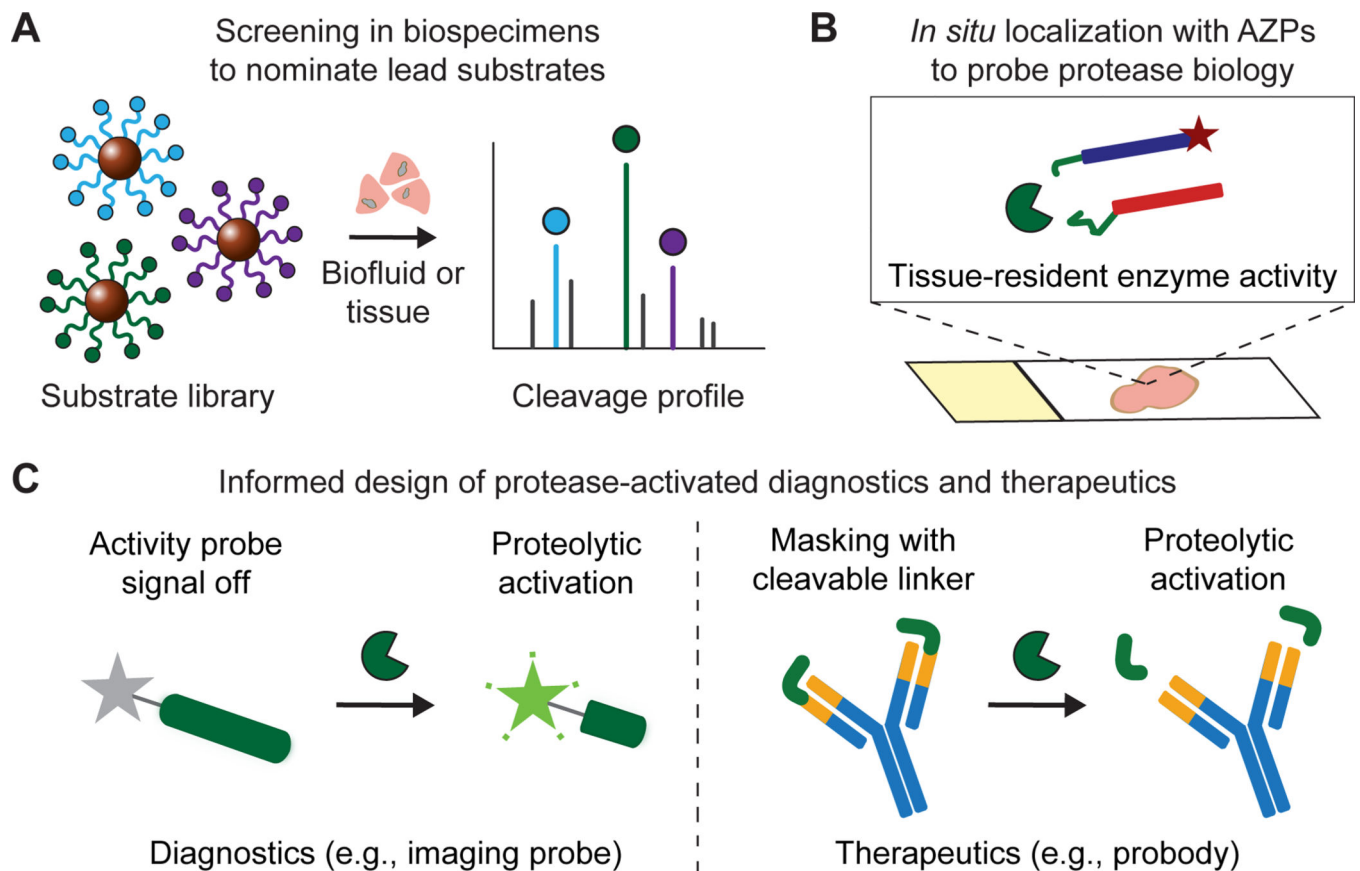 A
Screening in biospecimens
to nominate lead substrates
Biofluid or
tissue
Substrate library
Cleavage profile
B
In situ localization with AZPs
to probe protease biology
Tissue-resident enzyme activity
C
Informed design of protease-activated diagnostics and therapeutics
Activity probe
signal off
Proteolytic
activation
Diagnostics (e.g., imaging probe)
Masking with
cleavable linker
Proteolytic
activation
Therapeutics (e.g., probody)